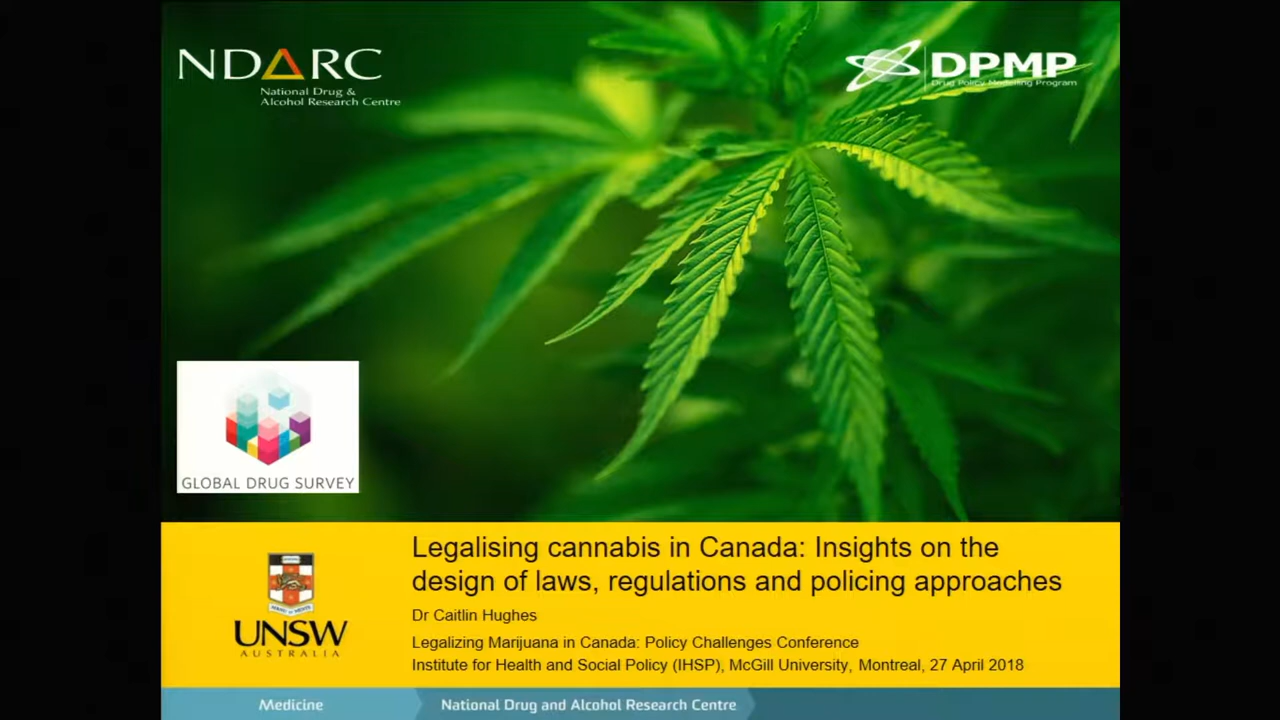 NDARC
National Drug &
Alcohol Research Centre
DPMP
Drug Policy Modelling Program
GLOBAL DRUG SURVEY
Legalising cannabis in Canada: Insights on the
design of laws, regulations and policing approaches
Dr Caitlin Hughes
Legalizing Marijuana in Canada: Policy Challenges Conference
Institute for Health and Social Policy (IHSP), McGill University, Montreal, 27 April 2018
UNSW
AUSTRALIA
Medicine
National Drug and Alcohol Research Centre